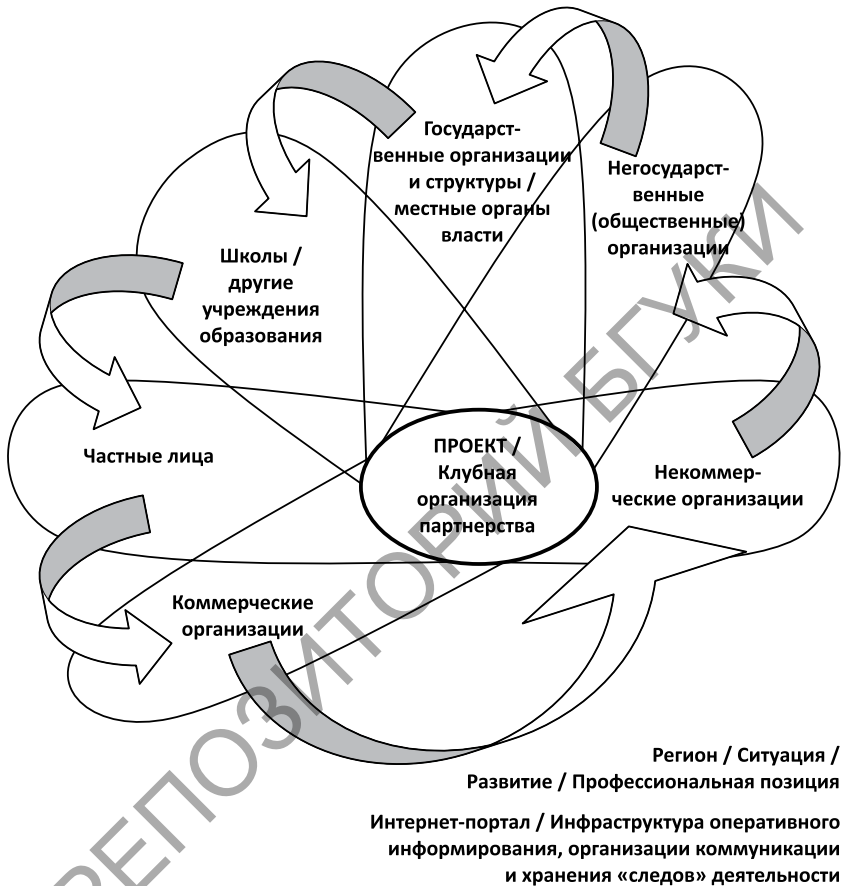 Государст-
венные организации
и структуры /
местные органы
власти
Негосударст-
венные
(общественные)
организации
Школы /
другие
учреждения
образования
Частные лица
ПРОЕКТ /
Клубная
организация
партнерства
Некоммер-
ческие организации
Коммерческие
организации
Регион / Ситуация /
Развитие / Профессиональная позиция
Интернет-портал / Инфраструктура оперативного
информирования, организации коммуникации
и хранения «следов» деятельности
РЕПОЗИТОРИЙ БГУКИ